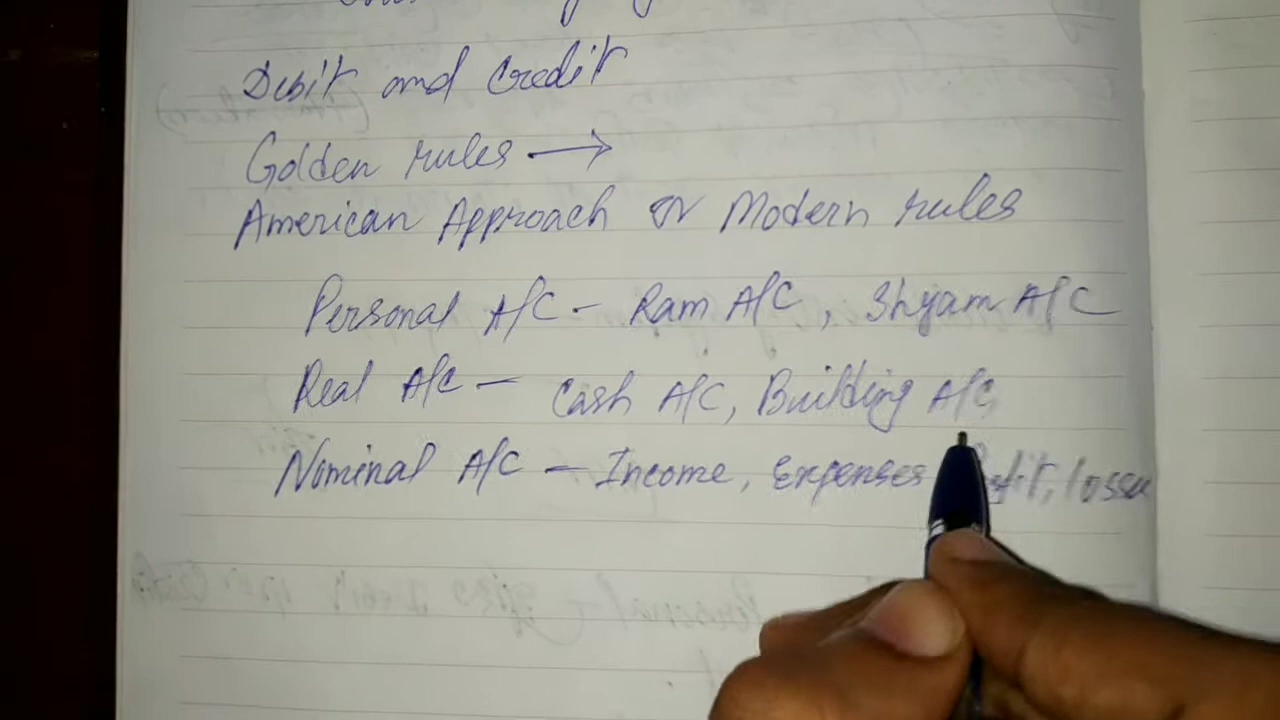 Debit and Credit
Golden rules →
American Approach or Modern rules
Personal A/C - Ram A/C, Shyam A/C
Real A/C - Cash A/C, Building A/C,
Nominal A/C - Income, Expenses